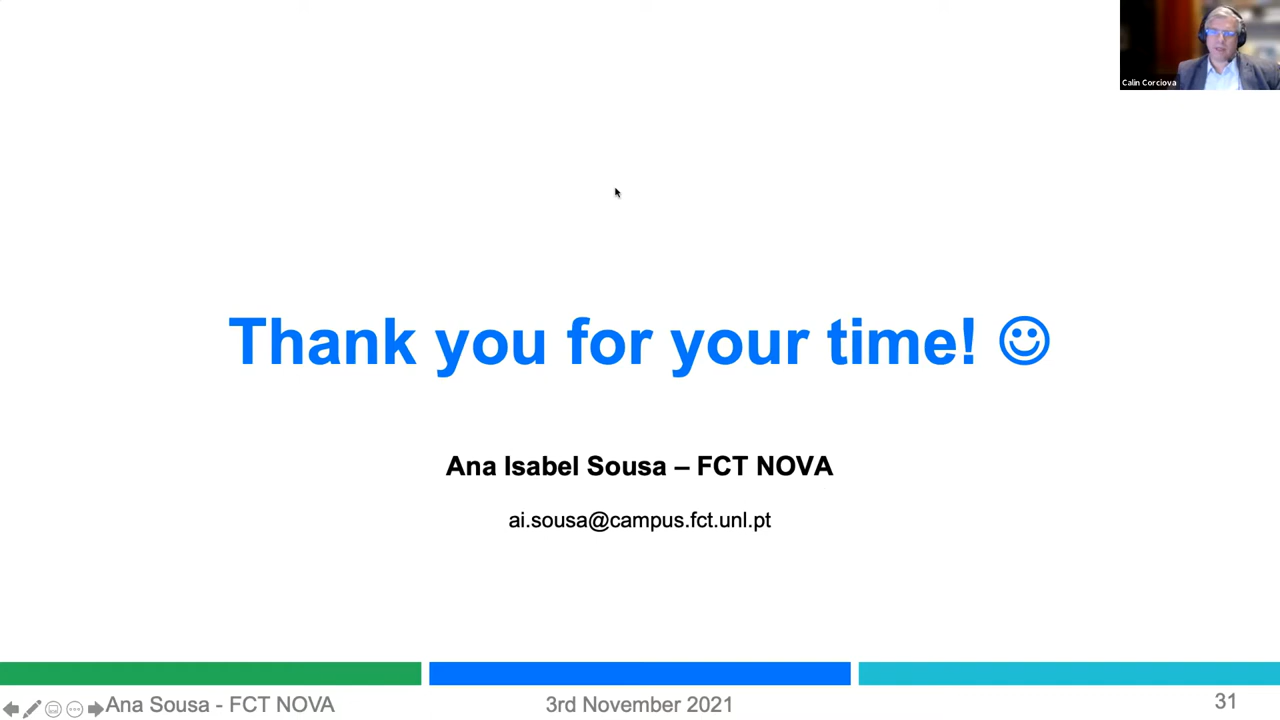 Calin Corciova
Thank you for your time! ☺
Ana Isabel Sousa – FCT NOVA
ai.sousa@campus.fct.unl.pt
Ana Sousa - FCT NOVA
3rd November 2021
31